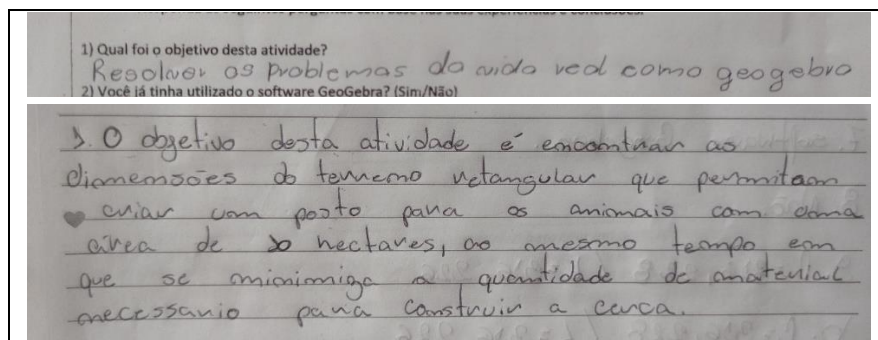 1) Qual foi o objetivo desta atividade?
Resolver os problemas da vida real como geogebra
2) Você já tinha utilizado o software GeoGebra? (Sim/Não)
1. O objetivo desta atividade é encontrar as
diemensões do terreno retangular que permitam
criar um pasto para os animais com uma
área de hectares, ao mesmo tempo em
que se minimiza a quantidade de material
necessario para construir a cerca.